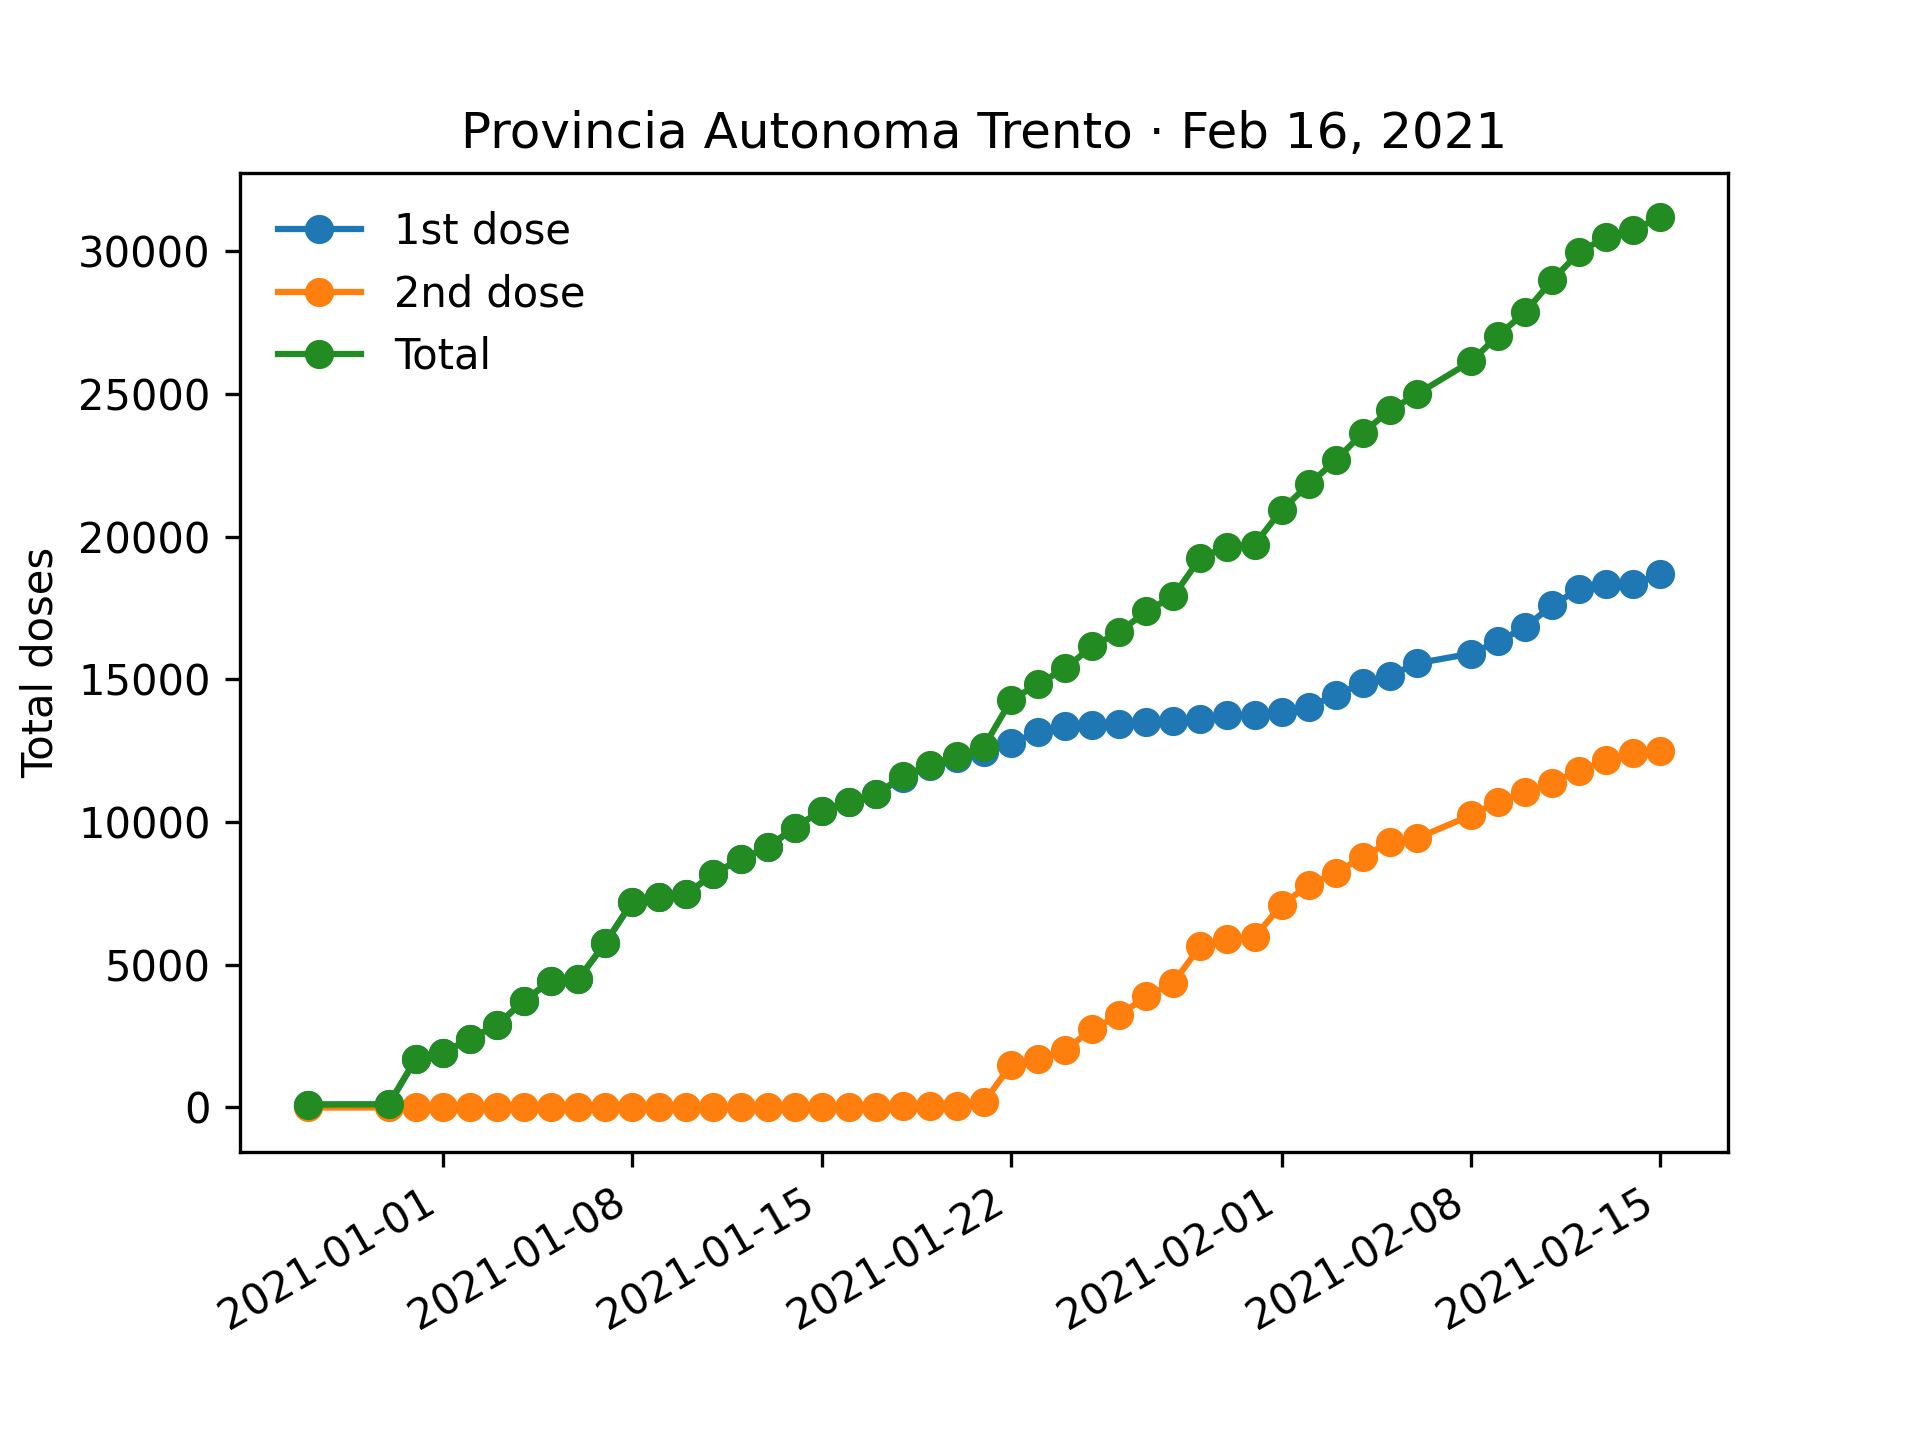 Provincia Autonoma Trento · Feb 16, 2021
1st dose
2nd dose
Total
Total doses
30000
25000
20000
15000
10000
5000
0
2021-01-01
2021-01-08
2021-01-15
2021-01-22
2021-02-01
2021-02-08
2021-02-15